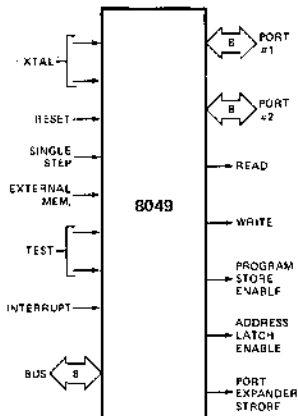 XTAL
RESET
SINGLE
STEP
EXTERNAL
MEM.
TEST
INTERRUPT
BUS
8
8049
8
PORT
#1
8
PORT
#2
READ
WRITE
PROGRAM
STORE
ENABLE
ADDRESS
LATCH
ENABLE
PORT
EXPANDER
STROBE